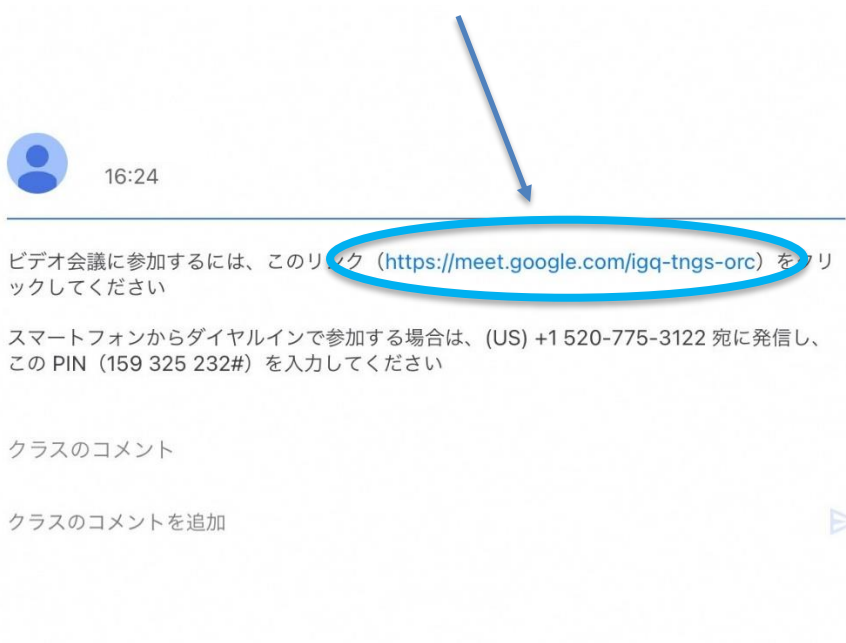 16:24
ビデオ会議に参加するには、このリンク（https://meet.google.com/igq-tngs-orc）をクリ
ックしてください
スマートフォンからダイヤルインで参加する場合は、(US) +1 520-775-3122 宛に発信し、
この PIN（159 325 232#）を入力してください
クラスのコメント
クラスのコメントを追加